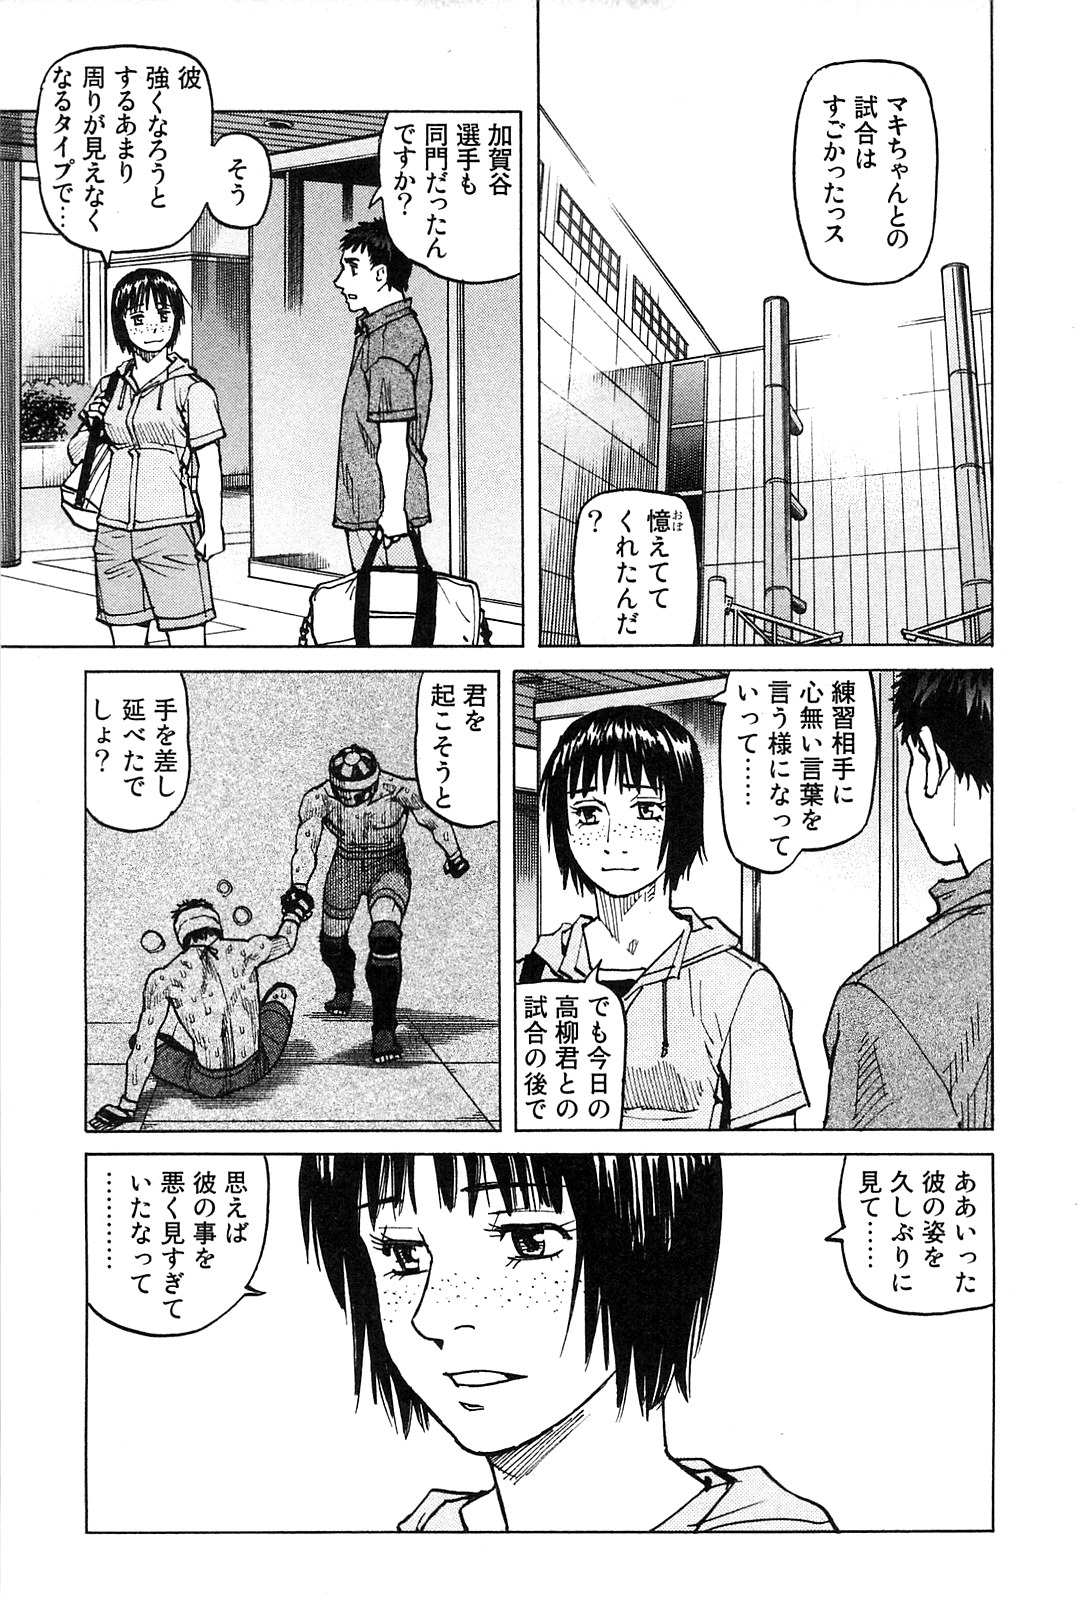 マキちゃんとの
試合は
すごかったっス
憶えてて
おぼ
くれたんだ
?
加賀谷
選手も
同門だったん
ですか?
そう
彼
強くなろうと
するあまり
周りが見えなく
なるタイプで…
練習相手に
心無い言葉を
言う様になって
いって……
でも今日の
高柳君との
試合の後で
君を
起こそうと
手を差し
延べたで
しょ?
ああいった
彼の姿を
久しぶりに
見て……
思えば
彼の事を
悪く見すぎて
いたなって
…………